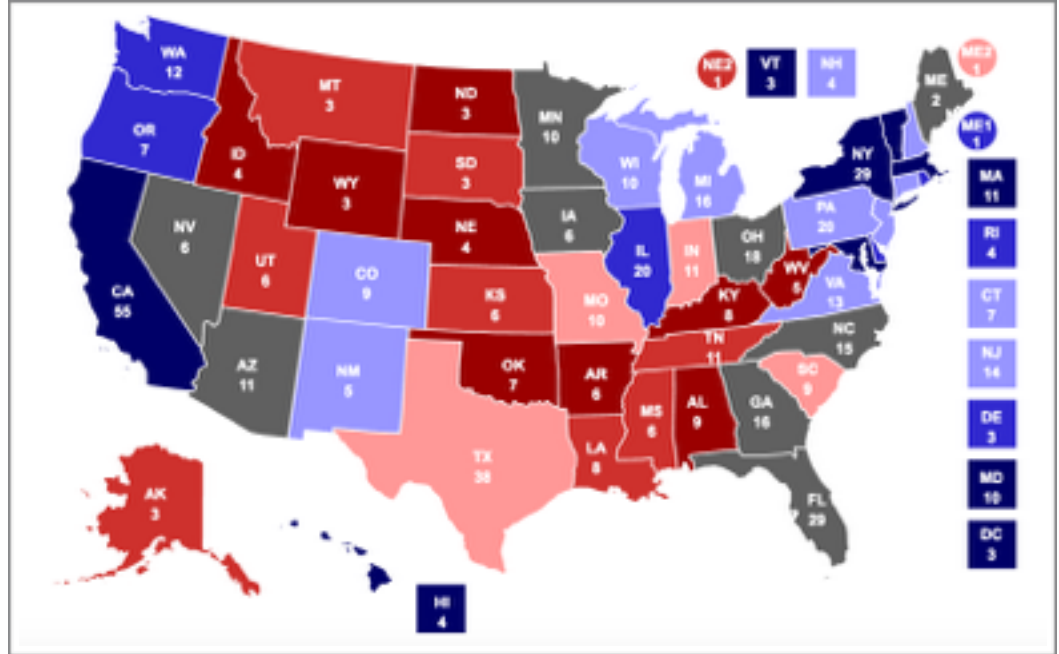 WA
12
OR
7
CA
55
NV
6
ID
4
MT
3
WY
3
UT
6
CO
9
AZ
11
NM
5
ND
3
SD
3
NE
4
KS
6
OK
7
TX
38
MN
10
IA
6
MO
10
AR
6
LA
8
WI
10
IL
20
MI
16
IN
11
OH
18
KY
8
TN
11
MS
6
AL
9
GA
16
FL
29
SC
9
NC
15
VA
13
WV
5
PA
20
NY
29
ME
2
NE2
1
VT
3
NH
4
ME2
1
ME1
1
MA
11
RI
4
CT
7
NJ
14
DE
3
MD
10
DC
3
AK
3
HI
4